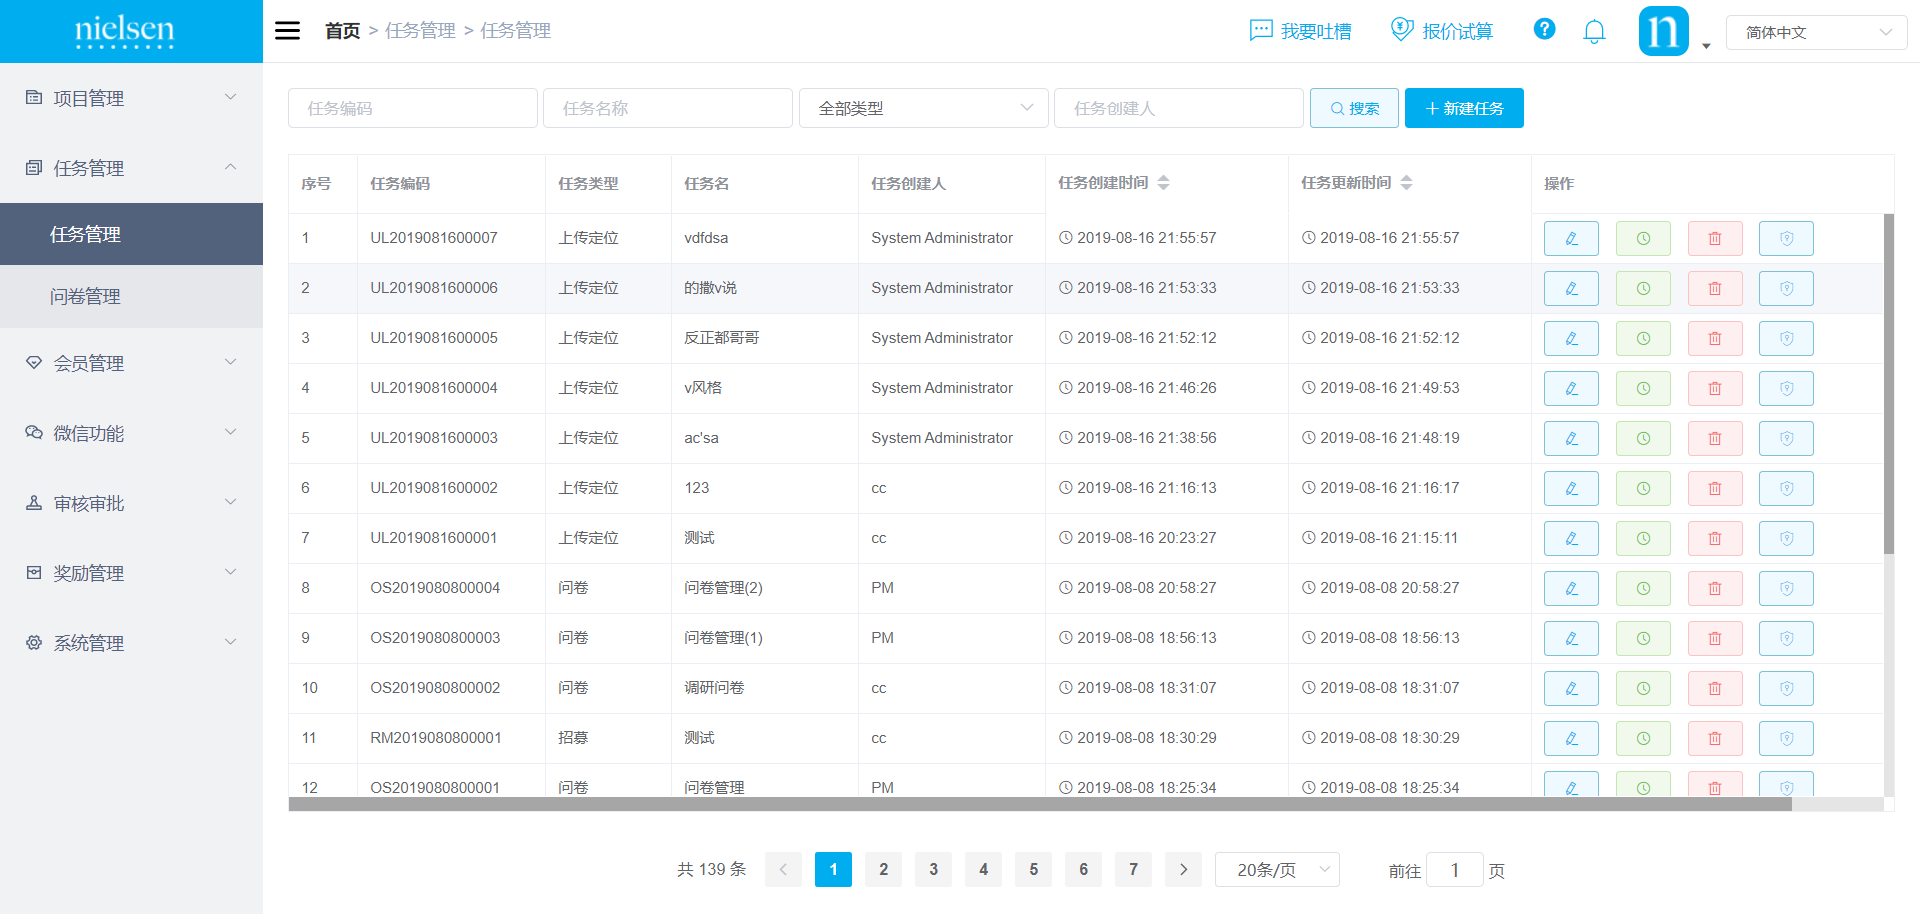 nielsen
首页 > 任务管理 > 任务管理
我要吐槽
报价试算
?
n
简体中文
项目管理
任务管理
任务管理
问卷管理
会员管理
微信功能
审核审批
奖励管理
系统管理
任务编码 任务名称 全部类型 任务创建人 搜索 新建任务
序号 任务编码 任务类型 任务名 任务创建人 任务创建时间 任务更新时间 操作
1 UL2019081600007 上传定位 vdfdsa System Administrator 2019-08-16 21:55:57 2019-08-16 21:55:57
2 UL2019081600006 上传定位 的撒v说 System Administrator 2019-08-16 21:53:33 2019-08-16 21:53:33
3 UL2019081600005 上传定位 反正都哥哥 System Administrator 2019-08-16 21:52:12 2019-08-16 21:52:12
4 UL2019081600004 上传定位 v风格 System Administrator 2019-08-16 21:46:26 2019-08-16 21:49:53
5 UL2019081600003 上传定位 ac'sa System Administrator 2019-08-16 21:38:56 2019-08-16 21:48:19
6 UL2019081600002 上传定位 123 cc 2019-08-16 21:16:13 2019-08-16 21:16:17
7 UL2019081600001 上传定位 测试 cc 2019-08-16 20:23:27 2019-08-16 21:15:11
8 OS2019080800004 问卷 问卷管理(2) PM 2019-08-08 20:58:27 2019-08-08 20:58:27
9 OS2019080800003 问卷 问卷管理(1) PM 2019-08-08 18:56:13 2019-08-08 18:56:13
10 OS2019080800002 问卷 调研问卷 cc 2019-08-08 18:31:07 2019-08-08 18:31:07
11 RM2019080800001 招募 测试 cc 2019-08-08 18:30:29 2019-08-08 18:30:29
12 OS2019080800001 问卷 问卷管理 PM 2019-08-08 18:25:34 2019-08-08 18:25:34
共 139 条 < 1 2 3 4 5 6 7 > 20条/页 前往 1 页